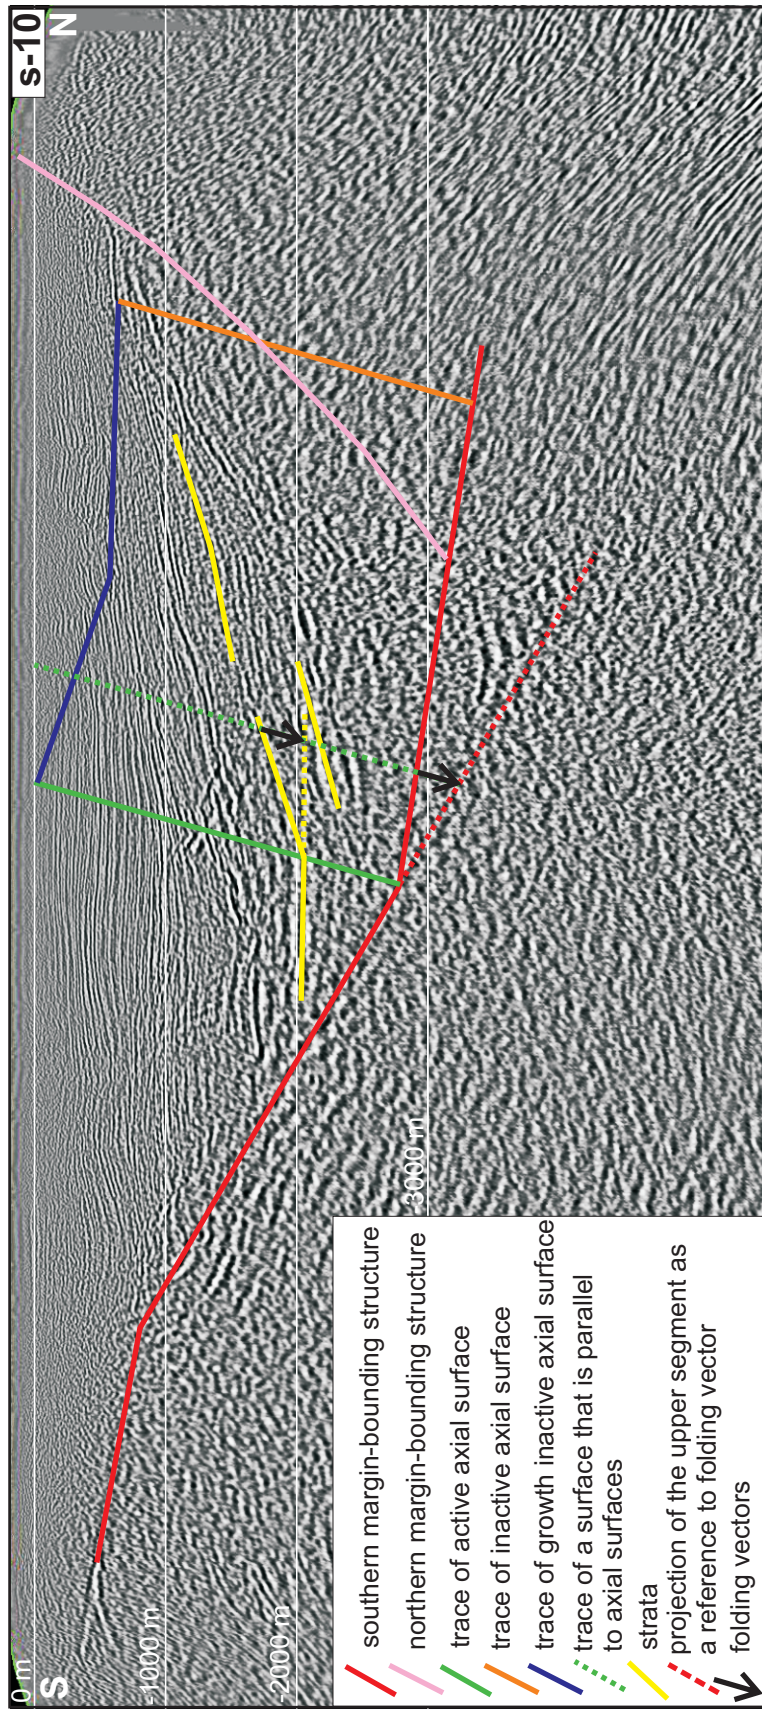 s-10
N
0 m
S
-1000 m
-2000 m
-3000 m
southern margin-bounding structure
northern margin-bounding structure
trace of active axial surface
trace of inactive axial surface
trace of growth inactive axial surface
trace of a surface that is parallel
to axial surfaces
strata
projection of the upper segment as
a reference to folding vector
folding vectors